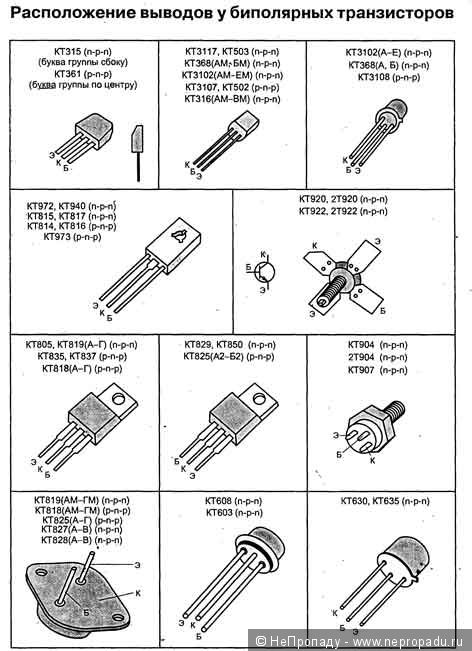 Расположение выводов у биполярных транзисторов
КТ315 (n-p-n)
(буква группы сбоку)
КТ361 (p-n-p)
(буква группы по центру)
Э
К
Б
КТ3117, КТ503 (n-p-n)
КТ368(АМ, БМ) (n-p-n)
КТ3102(АМ–ЕМ) (n-p-n)
КТ3107, КТ502 (p-n-p)
КТ316(АМ–ВМ) (n-p-n)
К
Б
Э
КТ3102(А–Е) (n-p-n)
КТ368(А, Б) (n-p-n)
КТ3108 (p-n-p)
Э
К
Б
КТ972, КТ940 (n-p-n)
КТ815, КТ817 (n-p-n)
КТ814, КТ816 (p-n-p)
КТ973 (p-n-p)
Э
К
Б
КТ920, 2Т920 (n-p-n)
КТ922, 2Т922 (n-p-n)
К
Б
Э
К
Э
Э
Б
КТ805, КТ819(А–Г) (n-p-n)
КТ835, КТ837 (p-n-p)
КТ818(А–Г) (p-n-p)
Э
К
Б
КТ829, КТ850 (n-p-n)
КТ825(А2–Б2) (p-n-p)
Э
К
Б
КТ904 (n-p-n)
2Т904 (n-p-n)
КТ907 (n-p-n)
Э
Б
К
КТ819(АМ–ГМ) (n-p-n)
КТ818(АМ–ГМ) (p-n-p)
КТ825(А–Г) (p-n-p)
КТ827(А–В) (n-p-n)
КТ828(А–В) (n-p-n)
Э
К
Б
КТ608 (n-p-n)
КТ603 (n-p-n)
Э
К
Б
КТ630, КТ635 (n-p-n)
Э
Б
К
© НеПропаду - www.nepropadu.ru